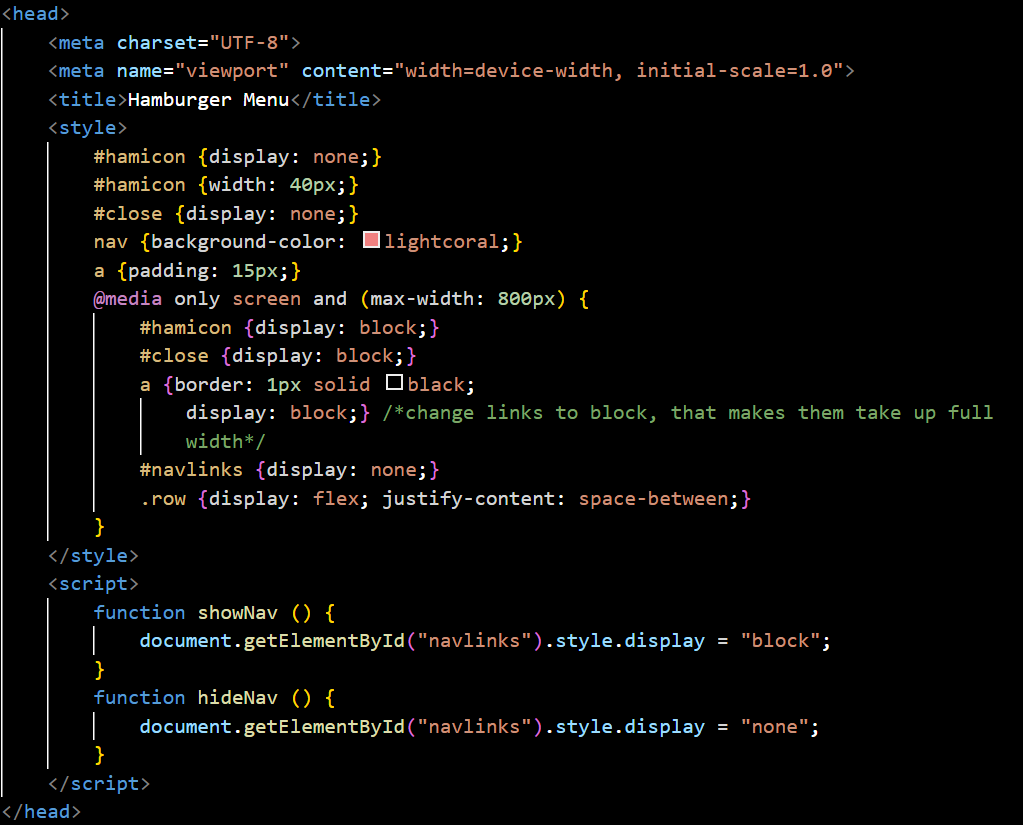 <head>
<meta charset="UTF-8">
<meta name="viewport" content="width=device-width, initial-scale=1.0">
<title>Hamburger Menu</title>
<style>
#hamicon {display: none;}
#hamicon {width: 40px;}
#close {display: none;}
nav {background-color: lightcoral;}
a {padding: 15px;}
@media only screen and (max-width: 800px) {
#hamicon {display: block;}
#close {display: block;}
a {border: 1px solid black;
display: block;} /*change links to block, that makes them take up full
width*/
#navlinks {display: none;}
.row {display: flex; justify-content: space-between;}
}
</style>
<script>
function showNav () {
document.getElementById("navlinks").style.display = "block";
}
function hideNav () {
document.getElementById("navlinks").style.display = "none";
}
</script>
</head>